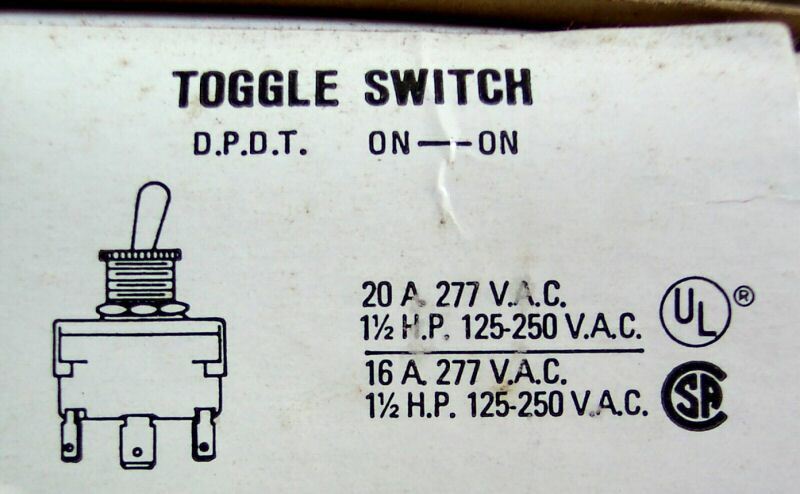 TOGGLE SWITCH
D.P.D.T. ON—ON
20 A. 277 V.A.C.
1½ H.P. 125-250 V.A.C.
UL®
16 A. 277 V.A.C.
1½ H.P. 125-250 V.A.C.
SA